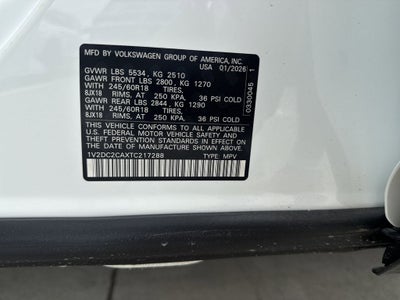 MFD. BY VOLKSWAGEN GROUP OF AMERICA, INC.
USA 01/2026
GVWR LBS 5534 , KG 2510
GAWR FRONT LBS 2800 , KG 1270
WITH 245/60R18 TIRES,
8JX18 RIMS, AT 250 KPA, 36 PSI COLD
GAWR REAR LBS 2844 , KG 1290
WITH 245/60R18 TIRES,
8JX18 RIMS, AT 250 KPA, 36 PSI COLD
THIS VEHICLE CONFORMS TO ALL APPLICABLE
U.S. FEDERAL MOTOR VEHICLE SAFETY, BUMPER,
AND THEFT PREVENTION STANDARDS IN EFFECT ON
THE DATE OF MANUFACTURE SHOWN ABOVE.
1V2DC2CAXTC217288 TYPE: MPV
0330046 1